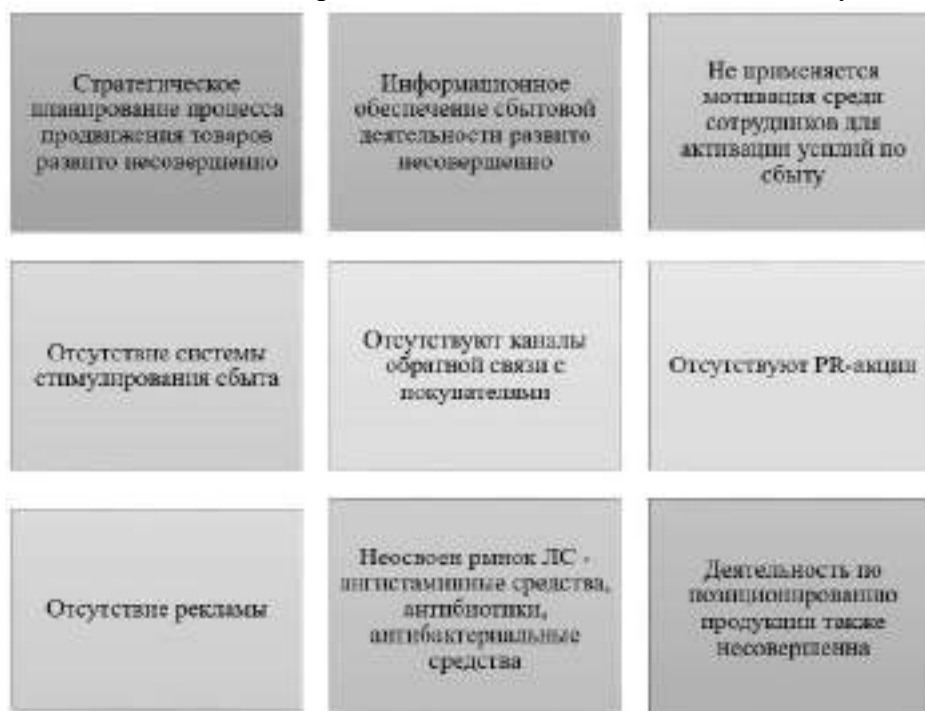 Стратегическое
планирование процесса
продвижения товаров
развито несовершенно
Информационное
обеспечение сбытовой
деятельности развито
несовершенно
Не применяется
мотивация среди
сотрудников для
активации усилий по
сбыту
Отсутствие системы
стимулирования сбыта
Отсутствуют каналы
обратной связи с
покупателями
Отсутствуют PR-акции
Отсутствие рекламы
Неосвоен рынок ЛС -
антистаминные средства,
антибиотики,
антибактериальные
средства
Деятельность по
позиционированию
продукции также
несовершенна